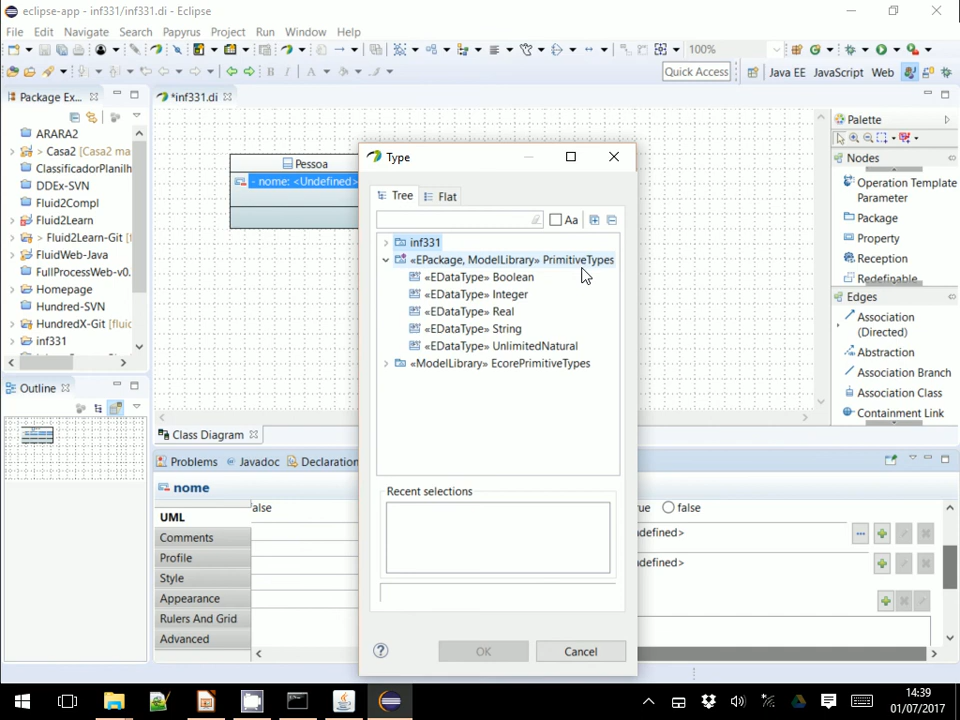 eclipse-app - inf331/inf331.di - Eclipse
File Edit Navigate Search Papyrus Project Run Window Help
100%
Quick Access
Java EE JavaScript Web
Package Ex...
*inf331.di
ARARA2
> Casa2 [Casa2 ma
ClassificadorPlanilh
DDEx-SVN
Fluid2Compl
Fluid2Learn
> Fluid2Learn-Git [
FluidWeb-Java
FullProcessWeb-v0.
Homepage
Hundred-SVN
HundredX-Git [fluid
inf331
Outline
Pessoa
- nome: <Undefined>
Class Diagram
Type
Tree
Flat
Aa
inf331
«EPackage, ModelLibrary» PrimitiveTypes
«EDataType» Boolean
«EDataType» Integer
«EDataType» Real
«EDataType» String
«EDataType» UnlimitedNatural
«ModelLibrary» EcorePrimitiveTypes
Recent selections
OK
Cancel
Palette
Nodes
Operation Template
Parameter
Package
Property
Reception
Redefinable
Edges
Association
(Directed)
Abstraction
Association Branch
Association Class
Containment Link
Problems
Javadoc
Declaration
nome
UML
Comments
Profile
Style
Appearance
Rulers And Grid
Advanced
alse
ue
false
defined>
defined>
14:39
01/07/2017